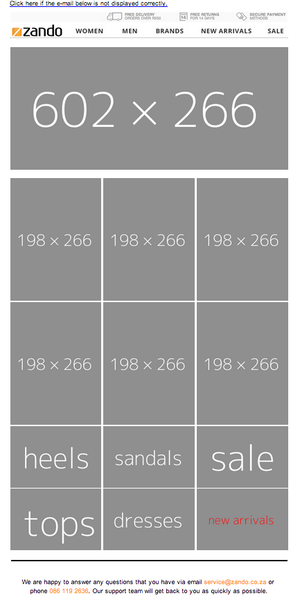 Click here if the e-mail below is not displayed correctly.
FREE DELIVERY FREE RETURNS SECURE PAYMENT
ORDERS OVER R250 FOR 14 DAYS METHODS
zando WOMEN MEN BRANDS NEW ARRIVALS SALE
602 × 266
198 × 266 198 × 266 198 × 266
198 × 266 198 × 266 198 × 266
heels sandals sale
tops dresses new arrivals
We are happy to answer any questions that you have via email service@zando.co.za or
phone 086 119 2636. Our support team will get back to you as quickly as possible.